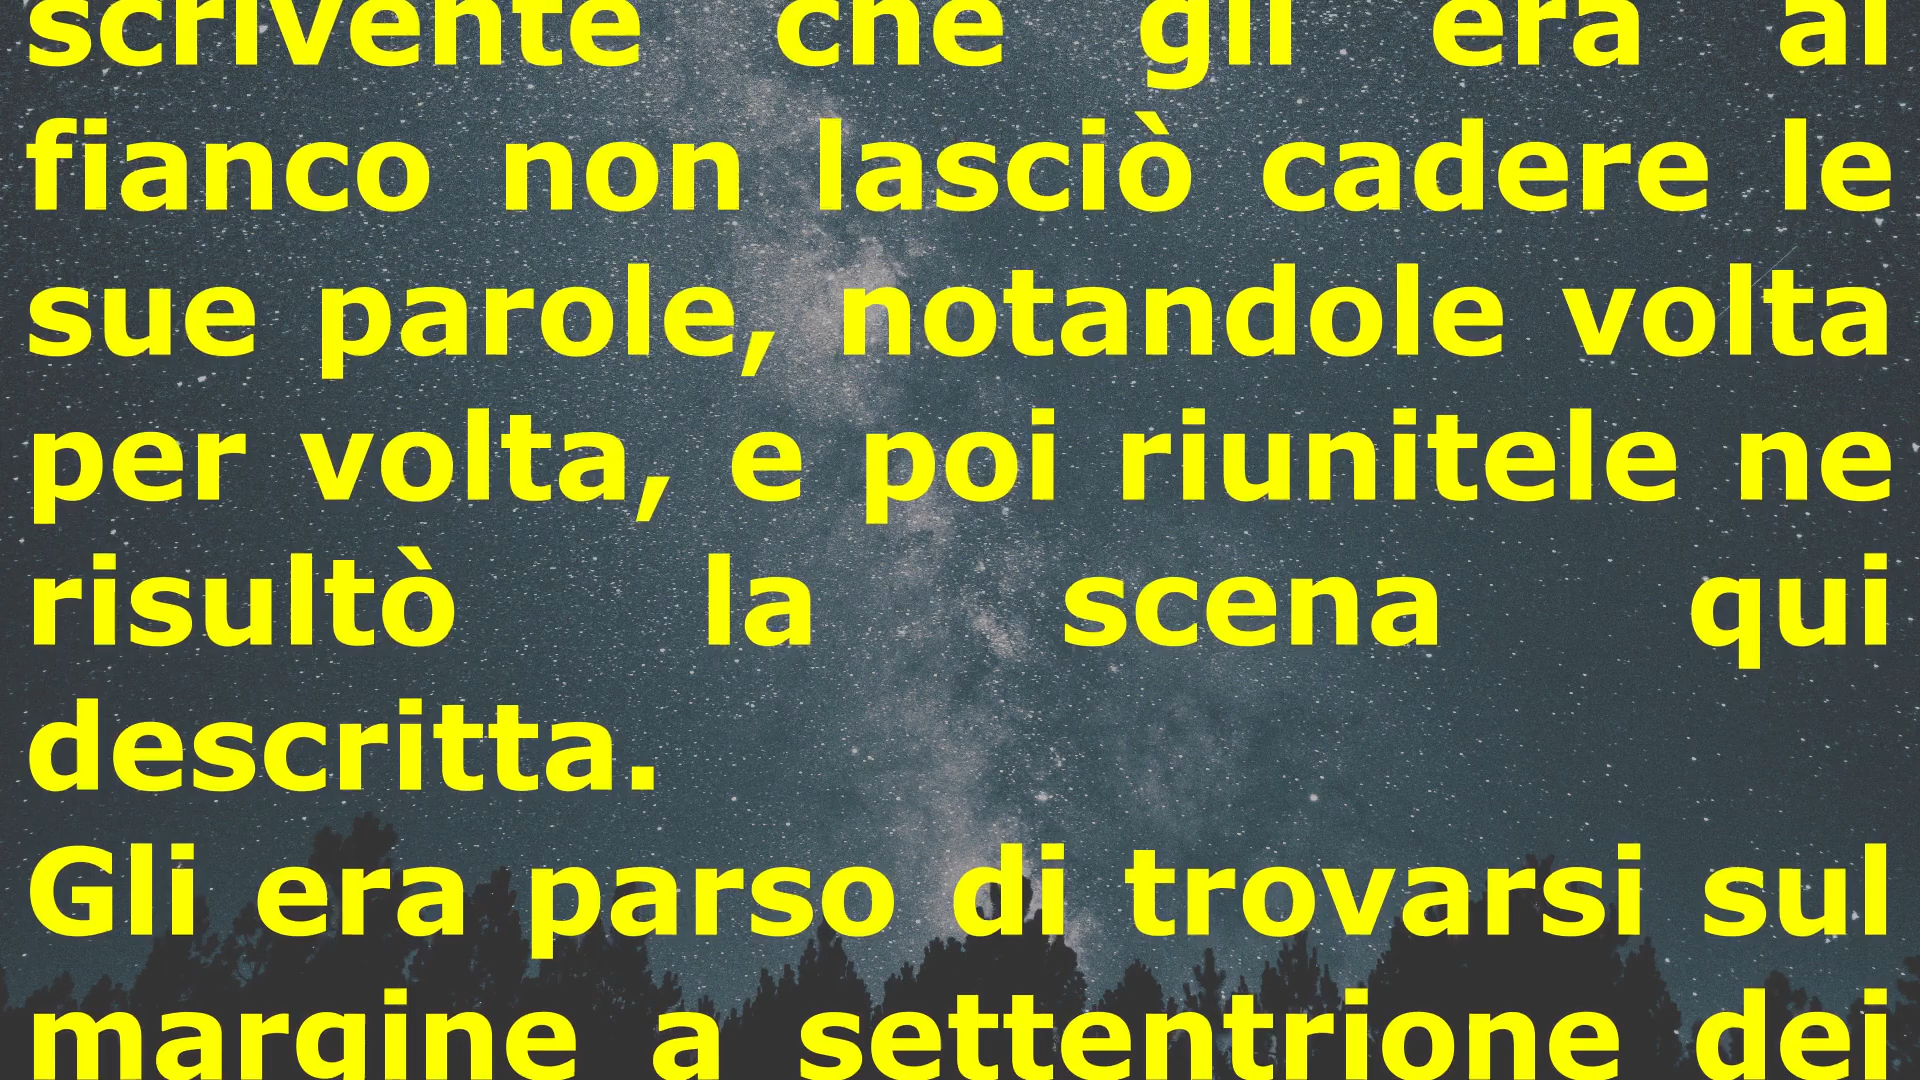 scrivente che gli era al
fianco non lasciò cadere le
sue parole, notandole volta
per volta, e poi riunitele ne
risultò la scena qui
descritta.
Gli era parso di trovarsi sul
margine a settentrione dei